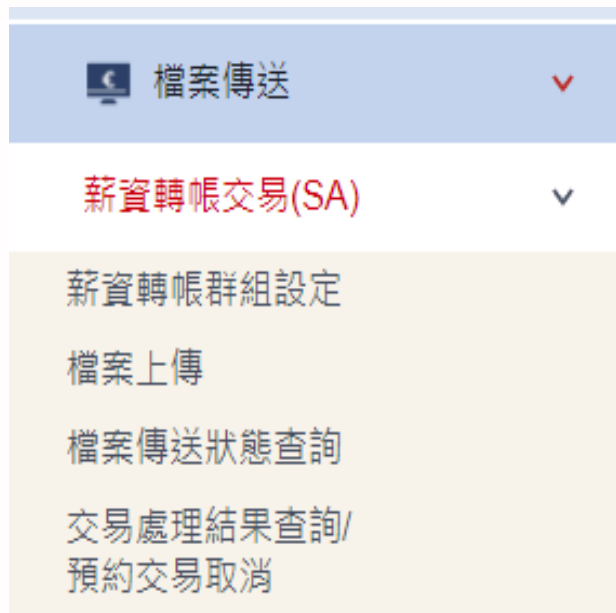 檔案傳送
薪資轉帳交易(SA)
薪資轉帳群組設定
檔案上傳
檔案傳送狀態查詢
交易處理結果查詢/
預約交易取消